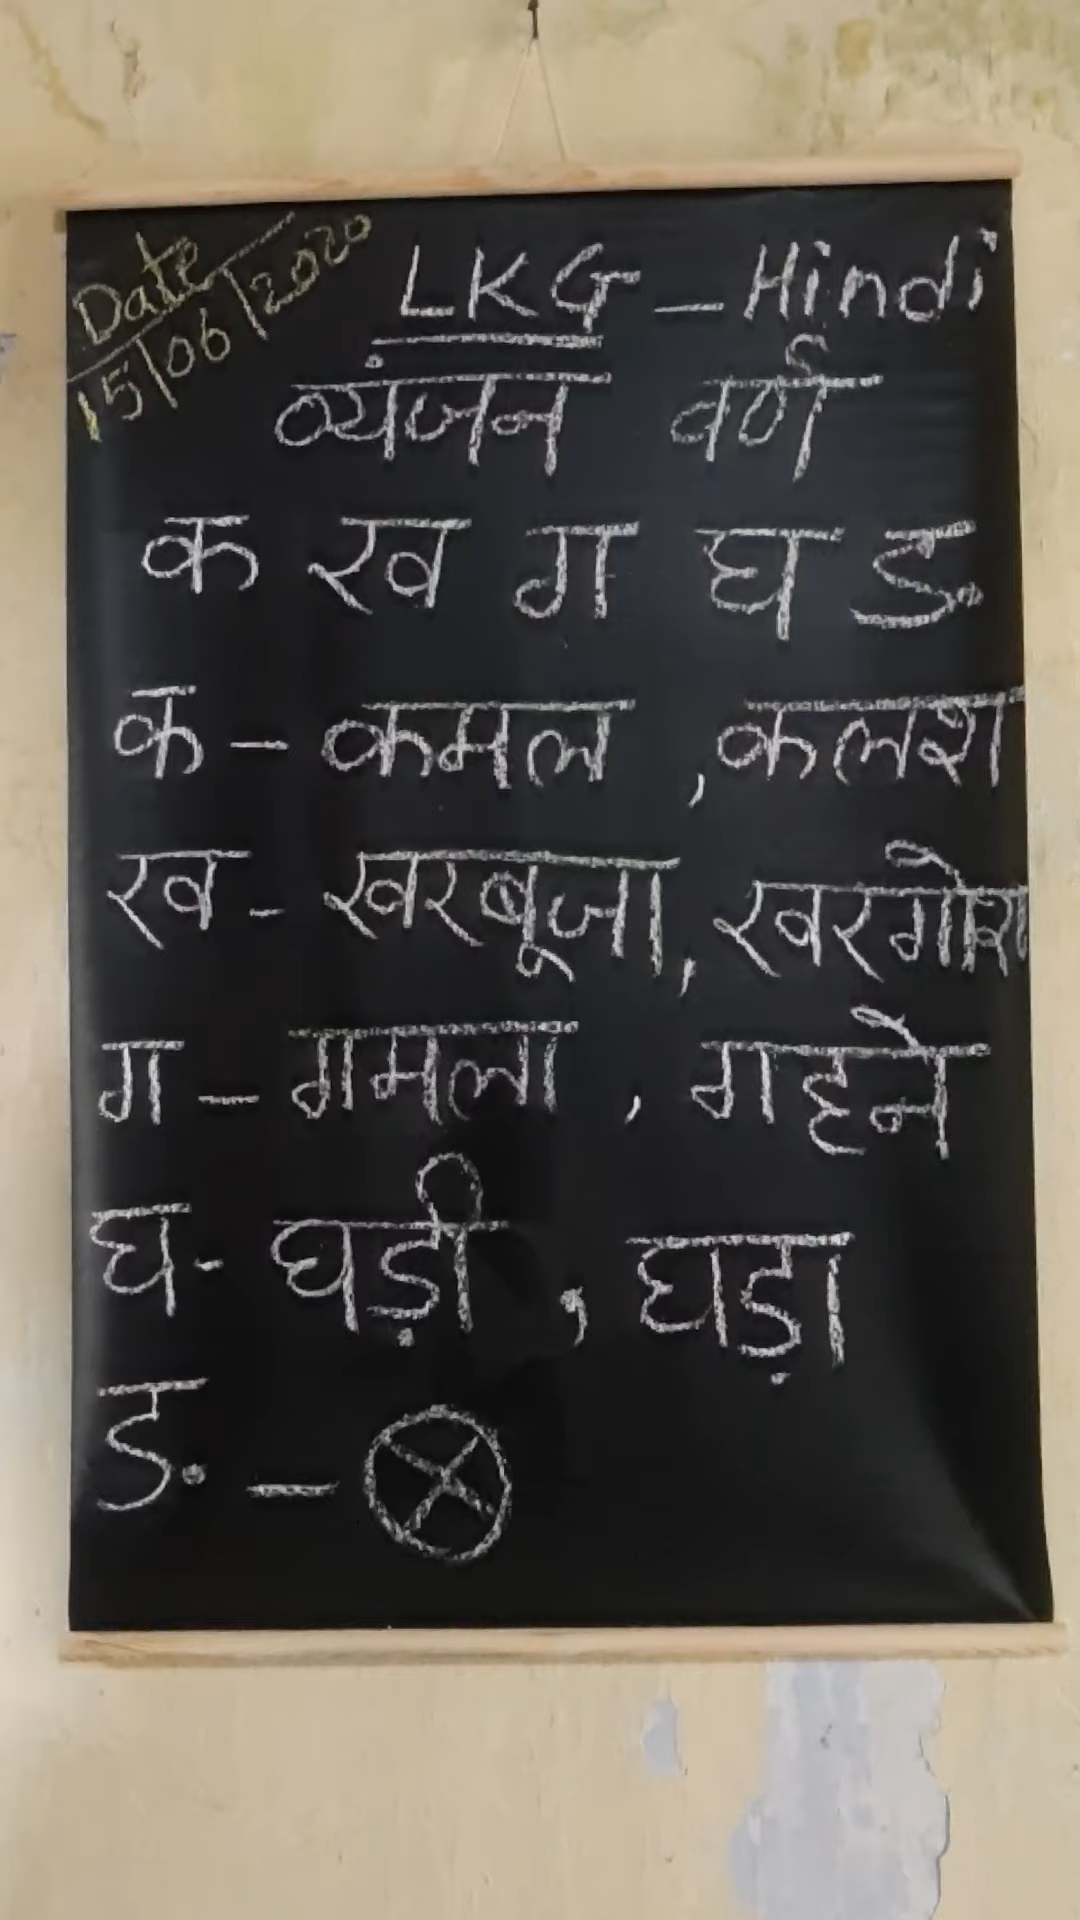 Date
15/06/2020
LKG - Hindi
व्यंजन वर्ण
क ख ग घ ङ
क - कमल , कलश
ख - खरबूजा, खरगोश
ग - गमला , गहने
घ - घड़ी , घड़ा
ङ -